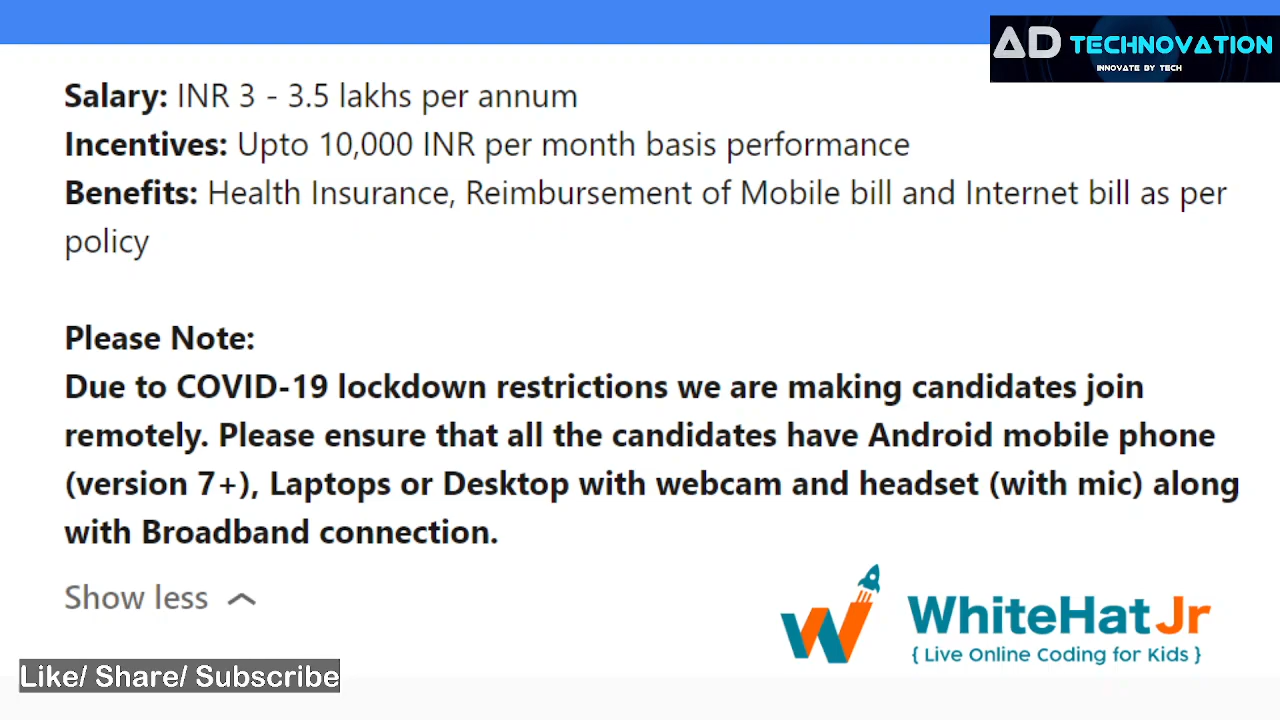 AD TECHNOVATION
INNOVATE BY TECH
Salary: INR 3 - 3.5 lakhs per annum
Incentives: Upto 10,000 INR per month basis performance
Benefits: Health Insurance, Reimbursement of Mobile bill and Internet bill as per
policy
Please Note:
Due to COVID-19 lockdown restrictions we are making candidates join
remotely. Please ensure that all the candidates have Android mobile phone
(version 7+), Laptops or Desktop with webcam and headset (with mic) along
with Broadband connection.
Show less
WhiteHat Jr
{ Live Online Coding for Kids }
Like/ Share/ Subscribe